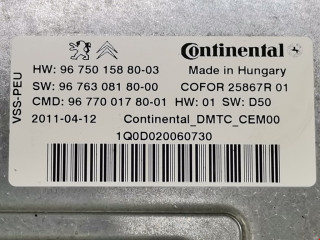 VSS-PEU
Continental
HW: 96 750 158 80-03
Made in Hungary
SW: 96 763 081 80-00
COFOR 25867R 01
CMD: 96 770 017 80-01
HW: 01 SW: D50
2011-04-12
Continental_DMTC_CEM00
1Q0D020060730